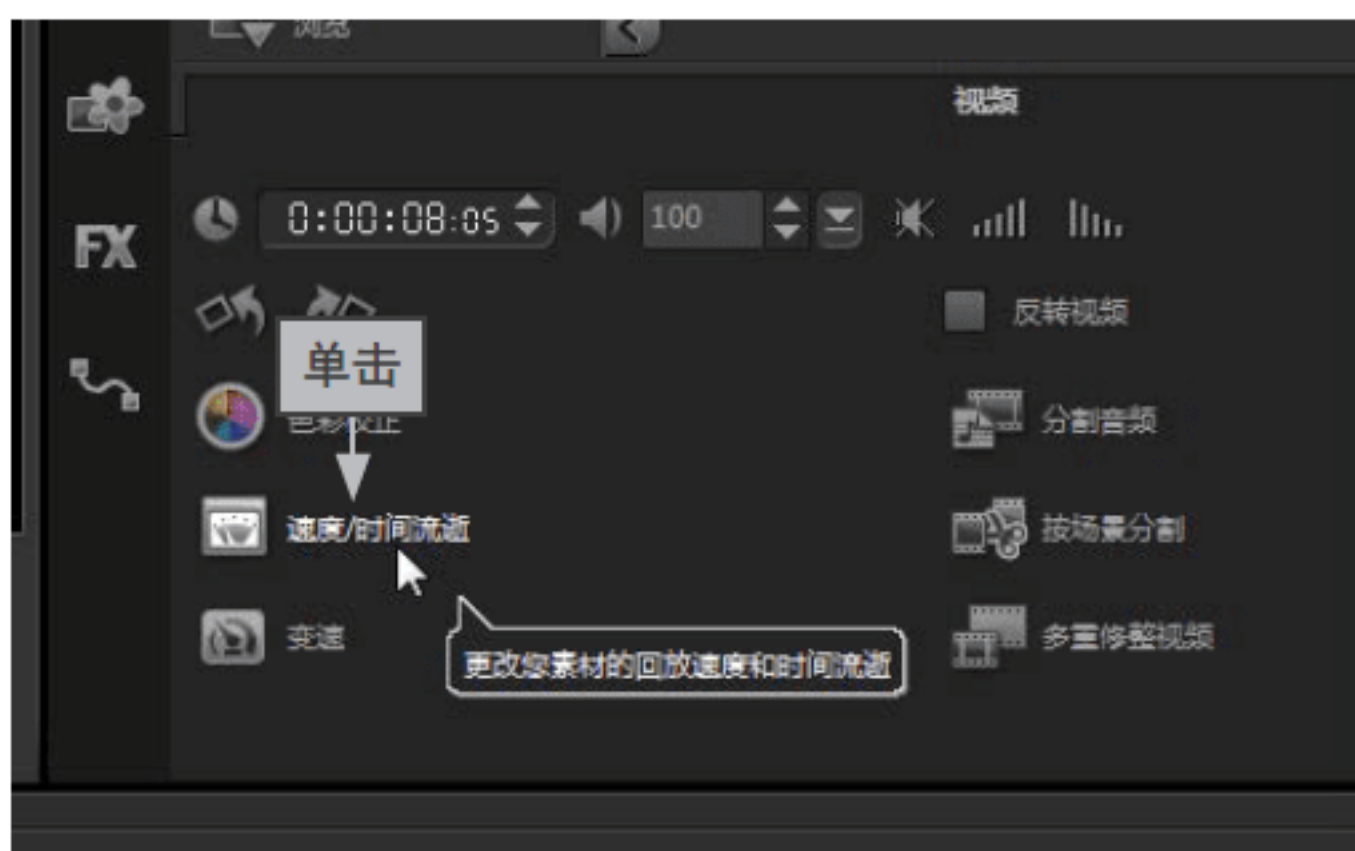 浏览
视频
FX
0:00:08:05
100
反转视频
单击
色彩校正
分割音频
速度/时间流逝
按场景分割
变速
更改您素材的回放速度和时间流逝
多重修整视频